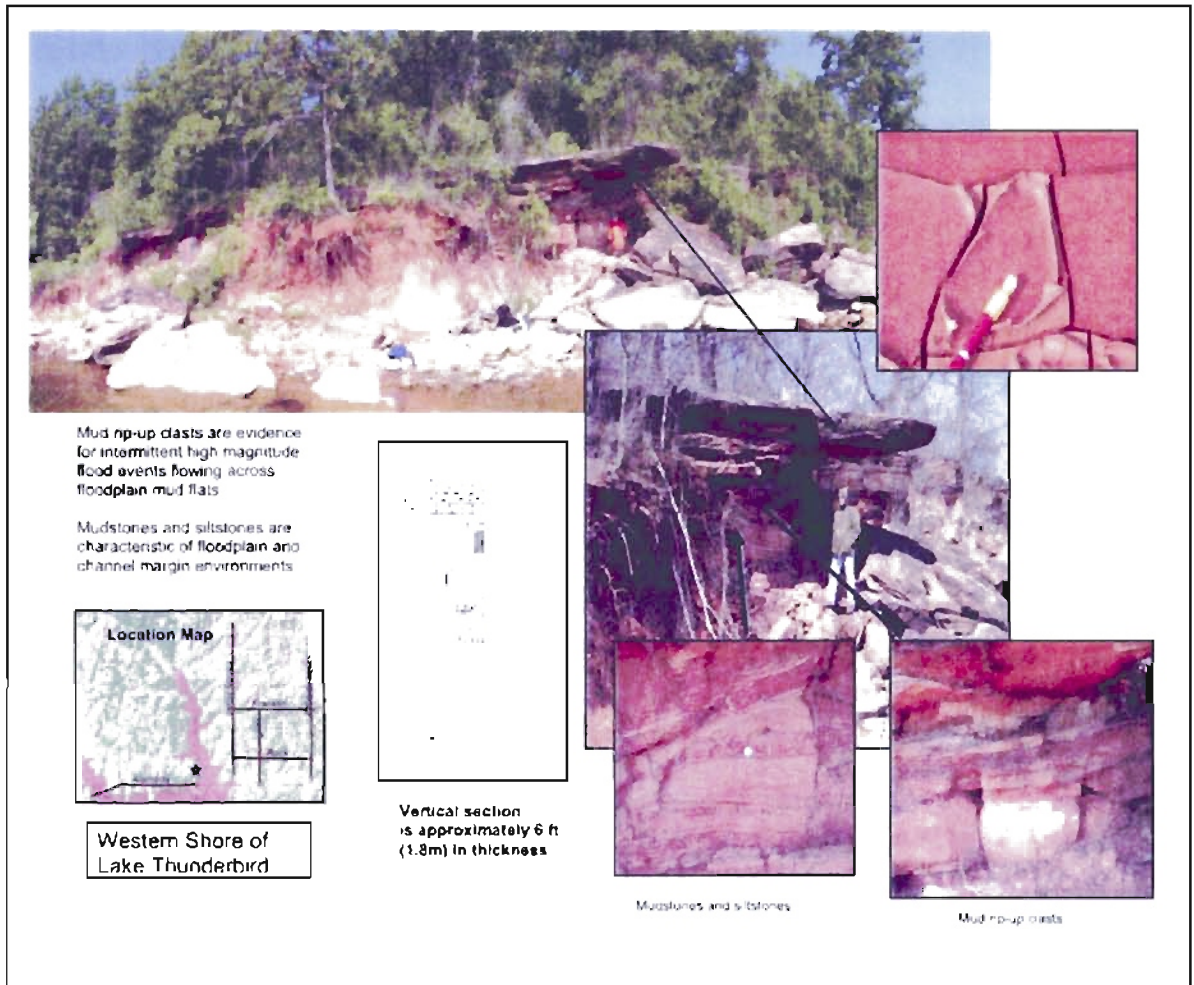 Mud rip-up clasts are evidence
for intermittent high magnitude
flood events flowing across
floodplain mud flats
Mudstones and siltstones are
characteristic of floodplain and
channel margin environments
Location Map
Western Shore of
Lake Thunderbird
Vertical section
is approximately 6 ft
(1.8m) in thickness
Mudstones and siltstones
Mud rip-up clasts